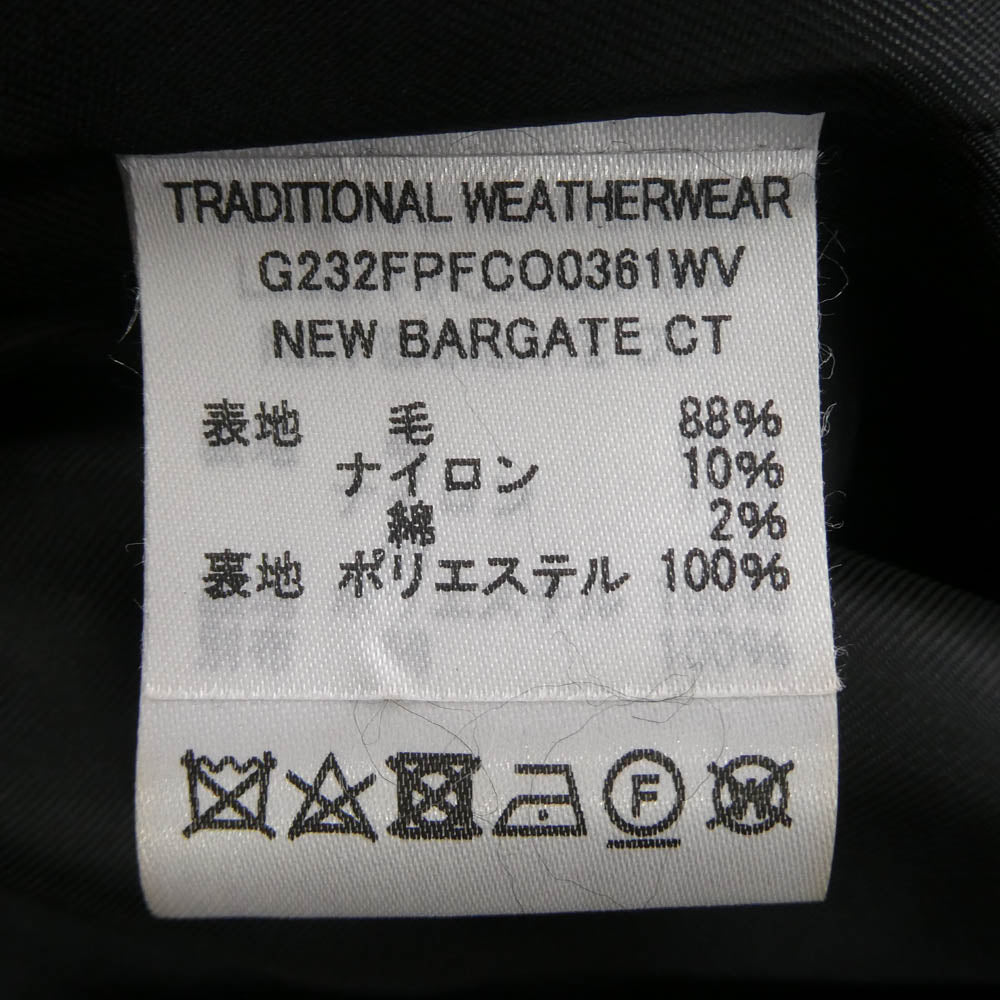 TRADITIONAL WEATHERWEAR
G232FPFCO0361WV
NEW BARGATE CT
表地 毛 88%
ナイロン 10%
綿 2%
裏地 ポリエステル 100%
F
W